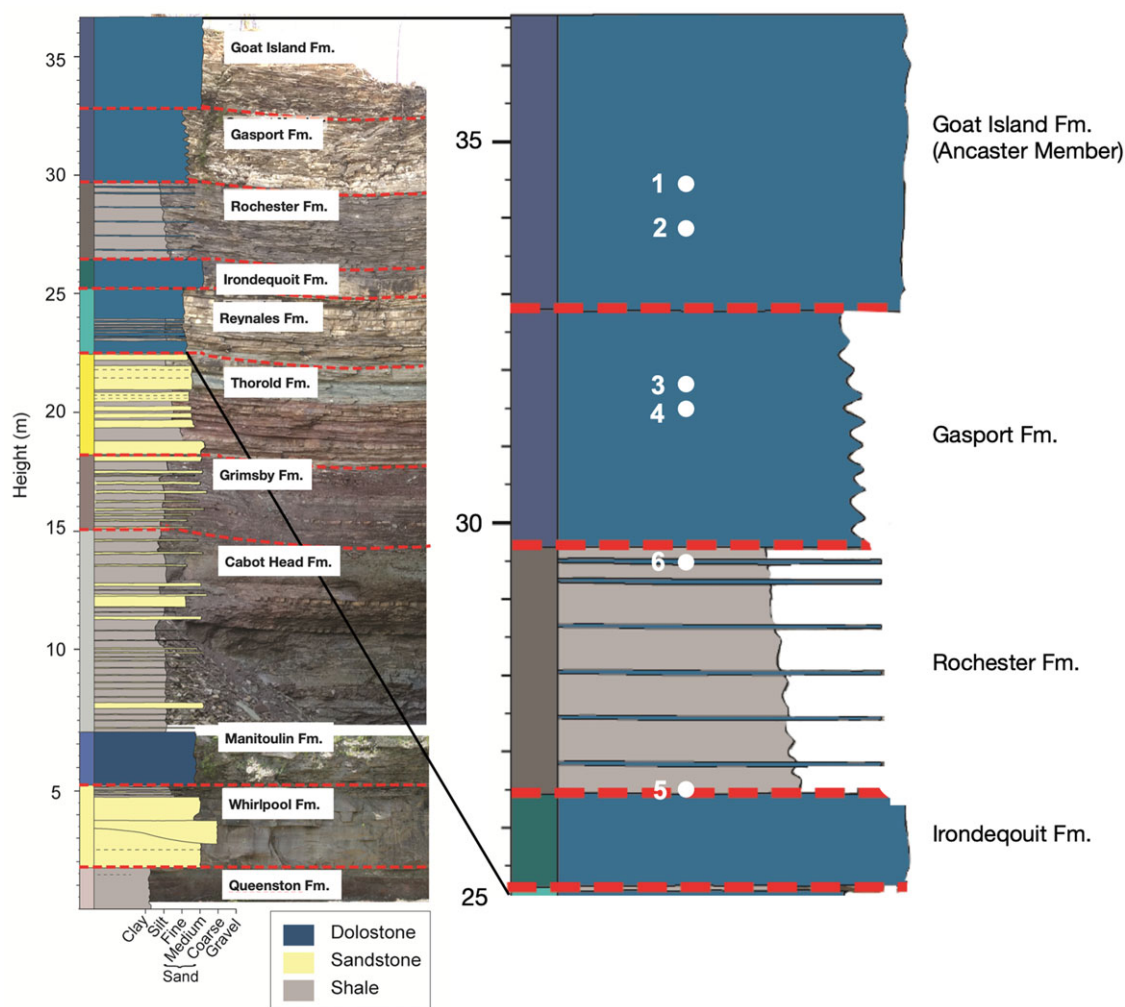 Goat Island Fm.
Gasport Fm.
Rochester Fm.
Irondequoit Fm.
Reynales Fm.
Thorold Fm.
Grimsby Fm.
Cabot Head Fm.
Manitoulin Fm.
Whirlpool Fm.
Queenston Fm.
Height (m)
35
30
25
20
15
10
5
Clay
Silt
Fine
Medium
Coarse
Gravel
Sand
Dolostone
Sandstone
Shale
35
30
25
1
2
3
4
6
5
Goat Island Fm.
(Ancaster Member)
Gasport Fm.
Rochester Fm.
Irondeqouit Fm.